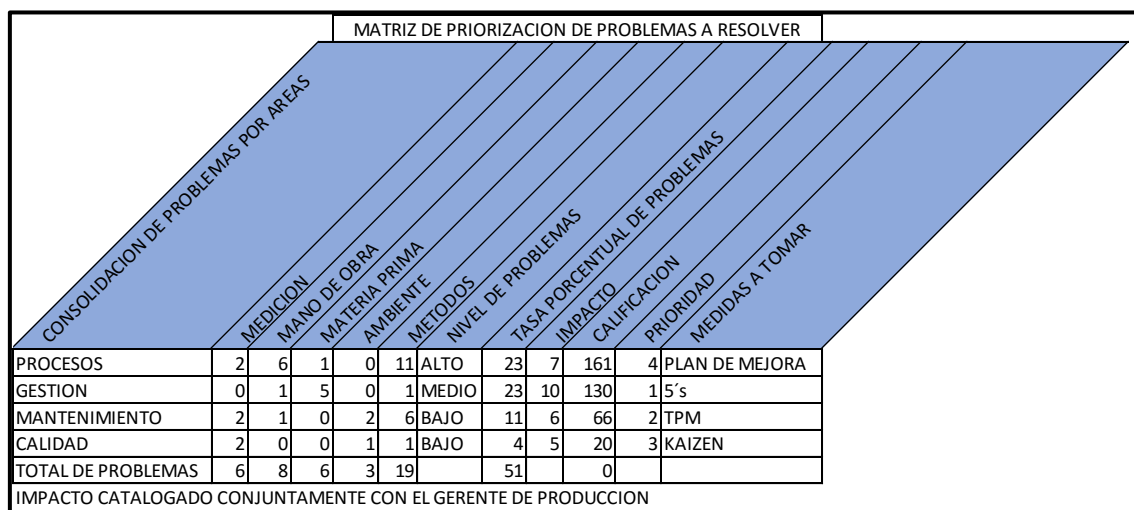 MATRIZ DE PRIORIZACION DE PROBLEMAS A RESOLVER
CONSOLIDACION DE PROBLEMAS POR AREAS
MEDICION
MANO DE OBRA
MATERIA PRIMA
AMBIENTE
METODOS
NIVEL DE PROBLEMAS
TASA PORCENTUAL DE PROBLEMAS
IMPACTO
CALIFICACION
PRIORIDAD
MEDIDAS A TOMAR
PROCESOS 2 6 1 0 11 ALTO 23 7 161 4 PLAN DE MEJORA
GESTION 0 1 5 0 1 MEDIO 23 10 130 1 5´s
MANTENIMIENTO 2 1 0 2 6 BAJO 11 6 66 2 TPM
CALIDAD 2 0 0 1 1 BAJO 4 5 20 3 KAIZEN
TOTAL DE PROBLEMAS 6 8 6 3 19 51 0
IMPACTO CATALOGADO CONJUNTAMENTE CON EL GERENTE DE PRODUCCION